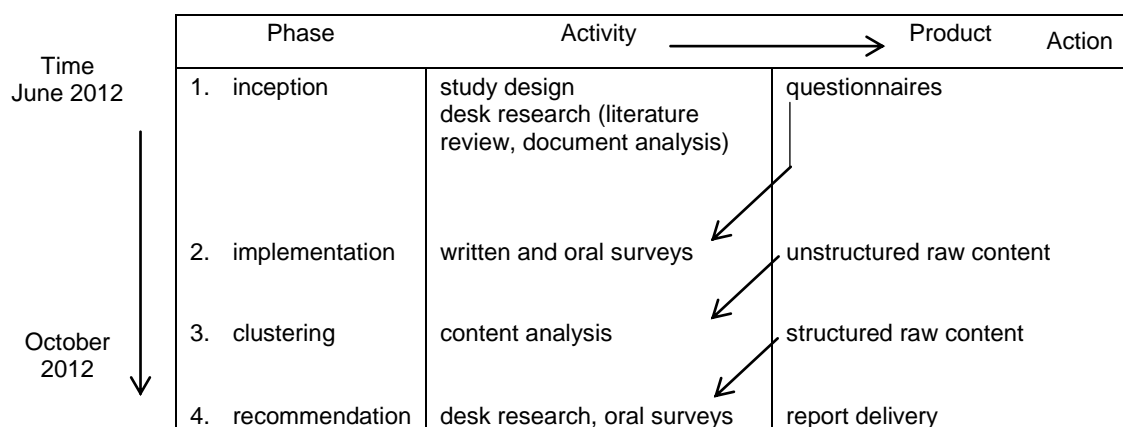 Phase Activity Product Action
Time
June 2012
1. inception study design questionnaires
desk research (literature
review, document analysis)
2. implementation written and oral surveys unstructured raw content
October
2012
3. clustering content analysis structured raw content
4. recommendation desk research, oral surveys report delivery